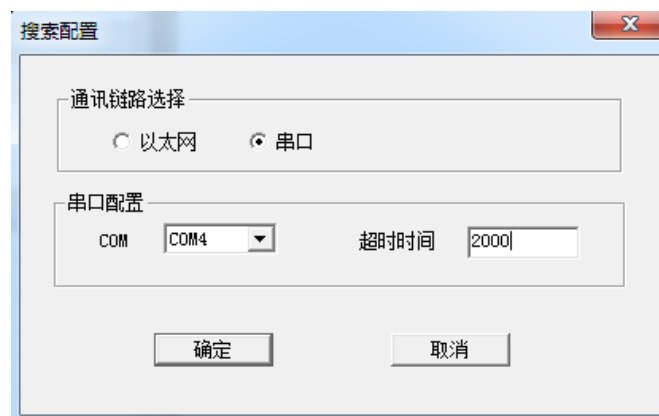 搜索配置
通讯链路选择
以太网 串口
串口配置
COM COM4 超时时间 2000
确定 取消